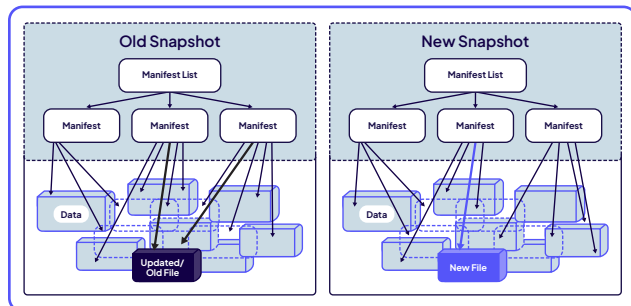 Old Snapshot
Manifest List
Manifest
Manifest
Manifest
Data
Updated/
Old File
New Snapshot
Manifest List
Manifest
Manifest
Manifest
Data
New File